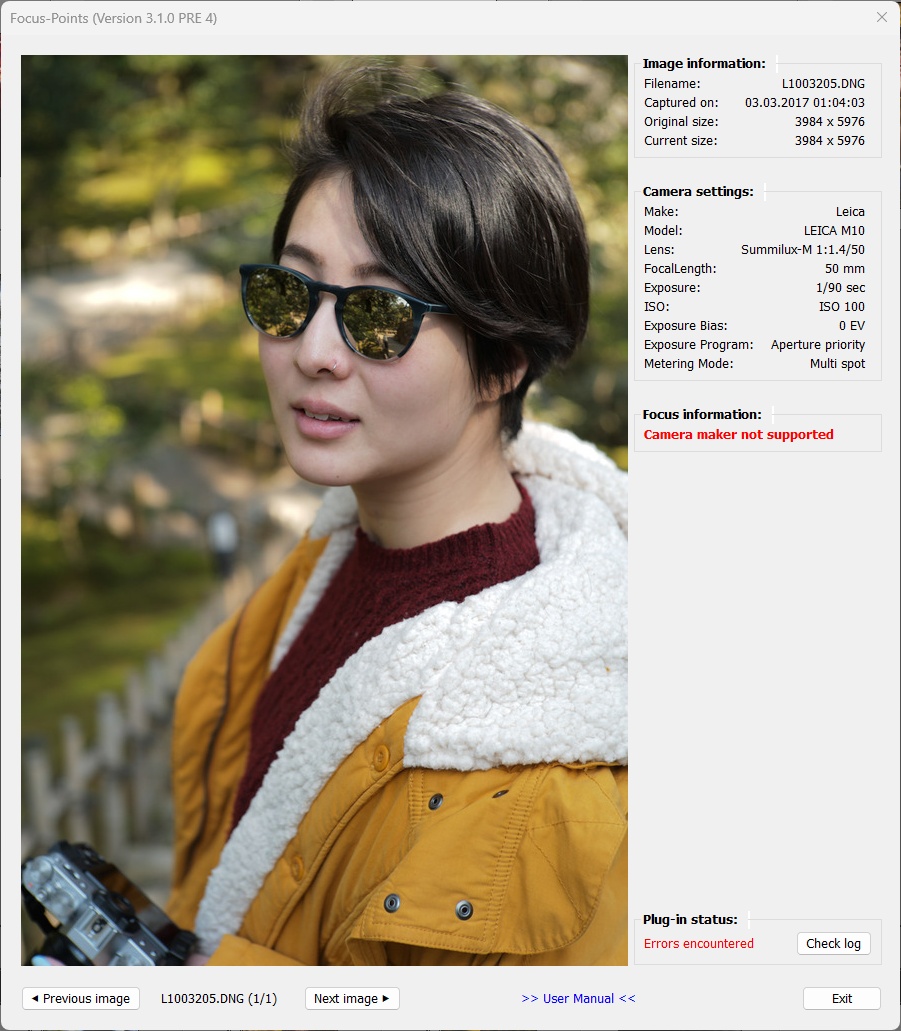 Focus-Points (Version 3.1.0 PRE 4)
Image information:
Filename: L1003205.DNG
Captured on: 03.03.2017 01:04:03
Original size: 3984 x 5976
Current size: 3984 x 5976
Camera settings:
Make: Leica
Model: LEICA M10
Lens: Summilux-M 1:1.4/50
FocalLength: 50 mm
Exposure: 1/90 sec
ISO: ISO 100
Exposure Bias: 0 EV
Exposure Program: Aperture priority
Metering Mode: Multi spot
Focus information:
Camera maker not supported
Plug-in status:
Errors encountered Check log
Previous image L1003205.DNG (1/1) Next image >> User Manual << Exit